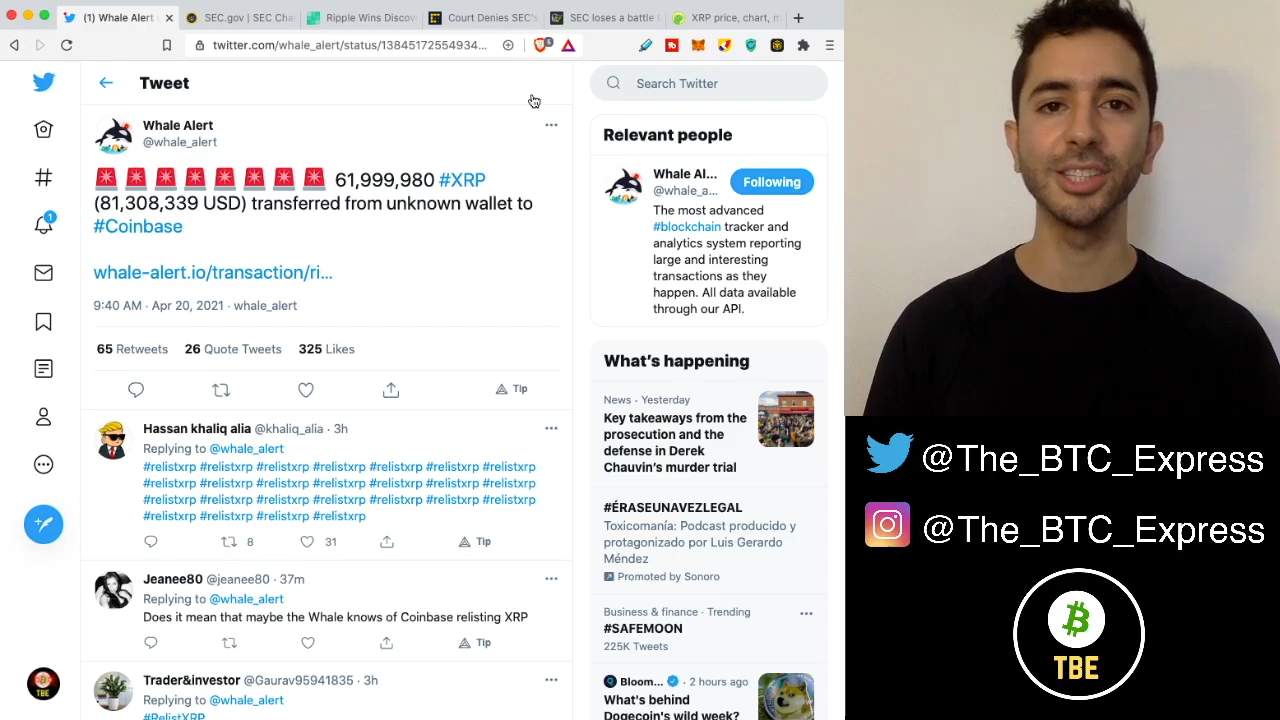 (1) Whale Alert
SEC.gov | SEC Cha
Ripple Wins Discov
Court Denies SEC's
SEC loses a battle
XRP price, chart, m
twitter.com/whale_alert/status/13845172554934...
Tweet
Search Twitter
Whale Alert
@whale_alert
61,999,980 #XRP
(81,308,339 USD) transferred from unknown wallet to
#Coinbase
whale-alert.io/transaction/ri...
9:40 AM · Apr 20, 2021 · whale_alert
65 Retweets 26 Quote Tweets 325 Likes
Tip
Hassan khaliq alia @khaliq_alia · 3h
Replying to @whale_alert
#relistxrp #relistxrp #relistxrp #relistxrp #relistxrp #relistxrp #relistxrp
#relistxrp #relistxrp #relistxrp #relistxrp #relistxrp #relistxrp #relistxrp
#relistxrp #relistxrp #relistxrp #relistxrp #relistxrp #relistxrp #relistxrp
#relistxrp #relistxrp #relistxrp #relistxrp
8 31 Tip
Jeanee80 @jeanee80 · 37m
Replying to @whale_alert
Does it mean that maybe the Whale knows of Coinbase relisting XRP
Tip
Trader&investor @Gaurav95941835 · 3h
Replying to @whale_alert
#RelistXRP
1
TBE
Relevant people
Whale Al...
@whale_a...
Following
The most advanced
#blockchain tracker and
analytics system reporting
large and interesting
transactions as they
happen. All data available
through our API.
What's happening
News · Yesterday
Key takeaways from the
prosecution and the
defense in Derek
Chauvin's murder trial
#ÉRASEUNAVEZLEGAL
Toxicomanía: Podcast producido y
protagonizado por Luis Gerardo
Méndez
Promoted by Sonoro
Business & finance · Trending
#SAFEMOON
225K Tweets
Bloom... · 2 hours ago
What's behind
Dogecoin's wild week?
@The_BTC_Express
@The_BTC_Express
TBE